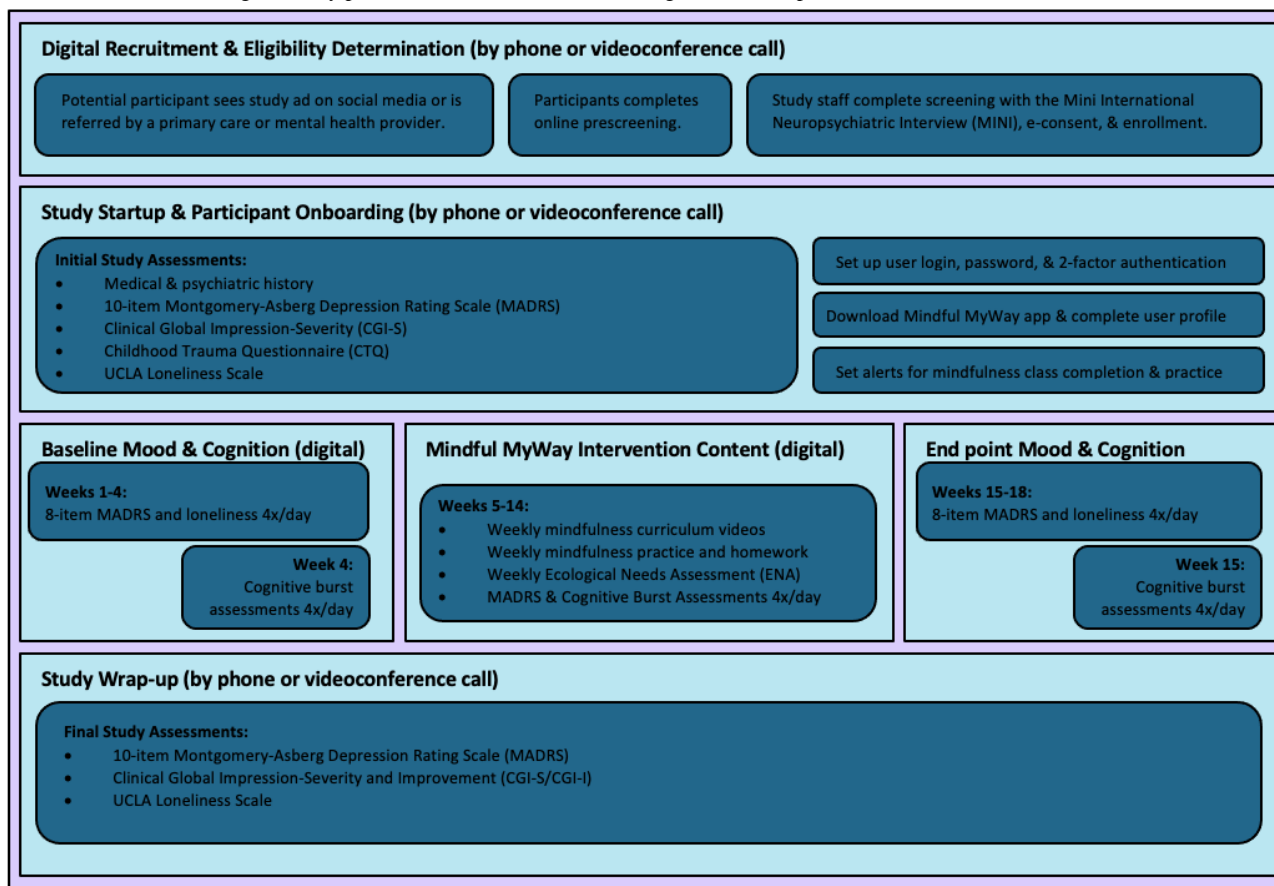 Digital Recruitment & Eligibility Determination (by phone or videoconference call)
Potential participant sees study ad on social media or is
referred by a primary care or mental health provider.
Participants completes
online prescreening.
Study staff complete screening with the Mini International
Neuropsychiatric Interview (MINI), e-consent, & enrollment.
Study Startup & Participant Onboarding (by phone or videoconference call)
Initial Study Assessments:
• Medical & psychiatric history
• 10-item Montgomery-Asberg Depression Rating Scale (MADRS)
• Clinical Global Impression-Severity (CGI-S)
• Childhood Trauma Questionnaire (CTQ)
• UCLA Loneliness Scale
Set up user login, password, & 2-factor authentication
Download Mindful MyWay app & complete user profile
Set alerts for mindfulness class completion & practice
Baseline Mood & Cognition (digital)
Weeks 1-4:
8-item MADRS and loneliness 4x/day
Week 4:
Cognitive burst
assessments 4x/day
Mindful MyWay Intervention Content (digital)
Weeks 5-14:
• Weekly mindfulness curriculum videos
• Weekly mindfulness practice and homework
• Weekly Ecological Needs Assessment (ENA)
• MADRS & Cognitive Burst Assessments 4x/day
End point Mood & Cognition
Weeks 15-18:
8-item MADRS and loneliness 4x/day
Week 15:
Cognitive burst
assessments 4x/day
Study Wrap-up (by phone or videoconference call)
Final Study Assessments:
• 10-item Montgomery-Asberg Depression Rating Scale (MADRS)
• Clinical Global Impression-Severity and Improvement (CGI-S/CGI-I)
• UCLA Loneliness Scale